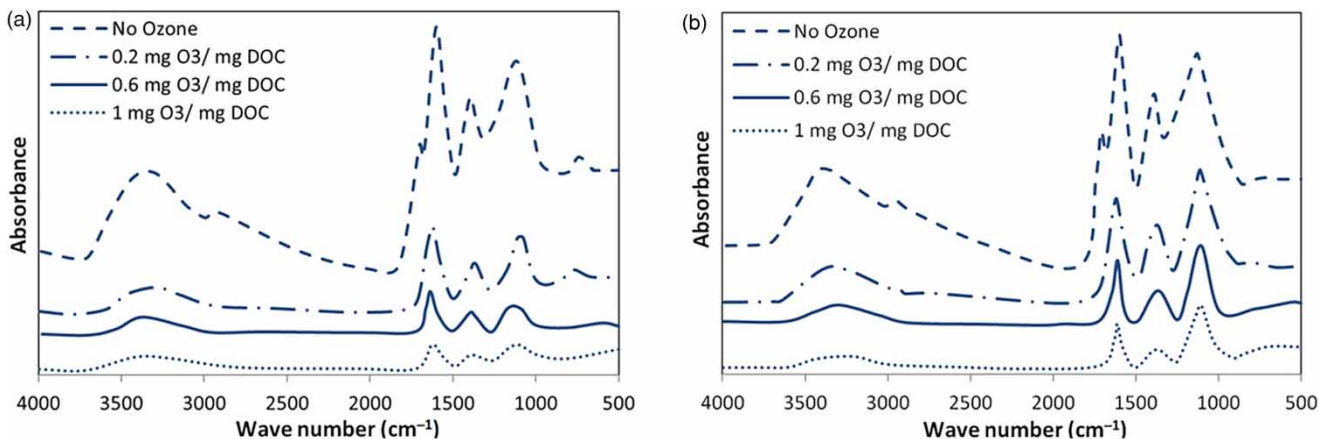 (a)
No Ozone
0.2 mg O3/ mg DOC
0.6 mg O3/ mg DOC
1 mg O3/ mg DOC
Absorbance
4000 3500 3000 2500 2000 1500 1000 500
Wave number (cm⁻¹)
(b)
No Ozone
0.2 mg O3/ mg DOC
0.6 mg O3/ mg DOC
1 mg O3/ mg DOC
Absorbance
4000 3500 3000 2500 2000 1500 1000 500
Wave number (cm⁻¹)